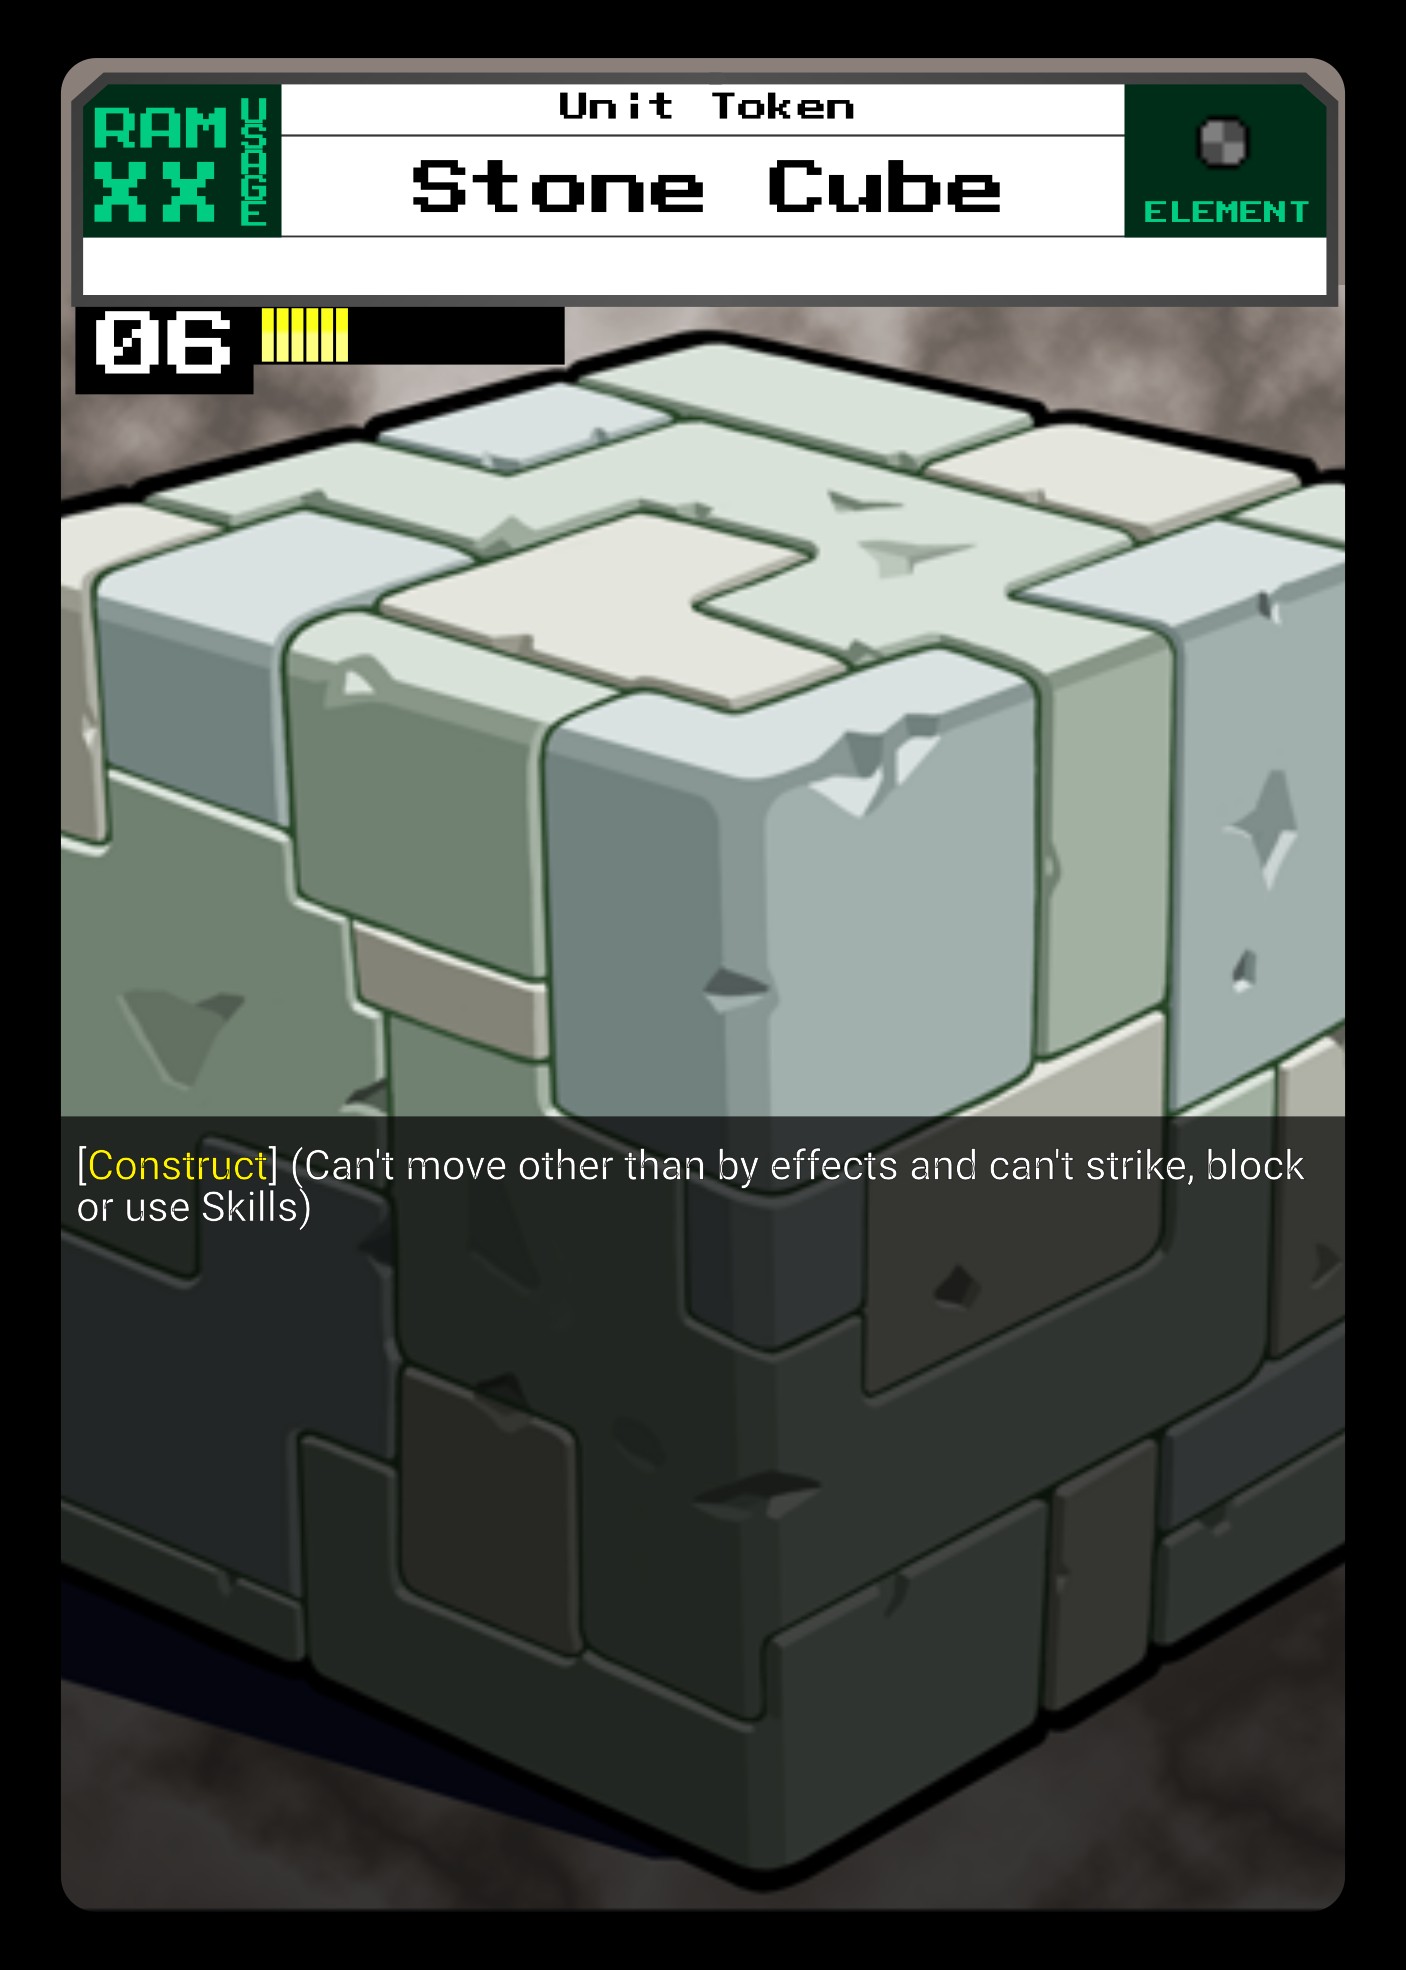 RAM USAGE
XX
Unit Token
Stone Cube
ELEMENT
06
[Construct] (Can't move other than by effects and can't strike, block
or use Skills)